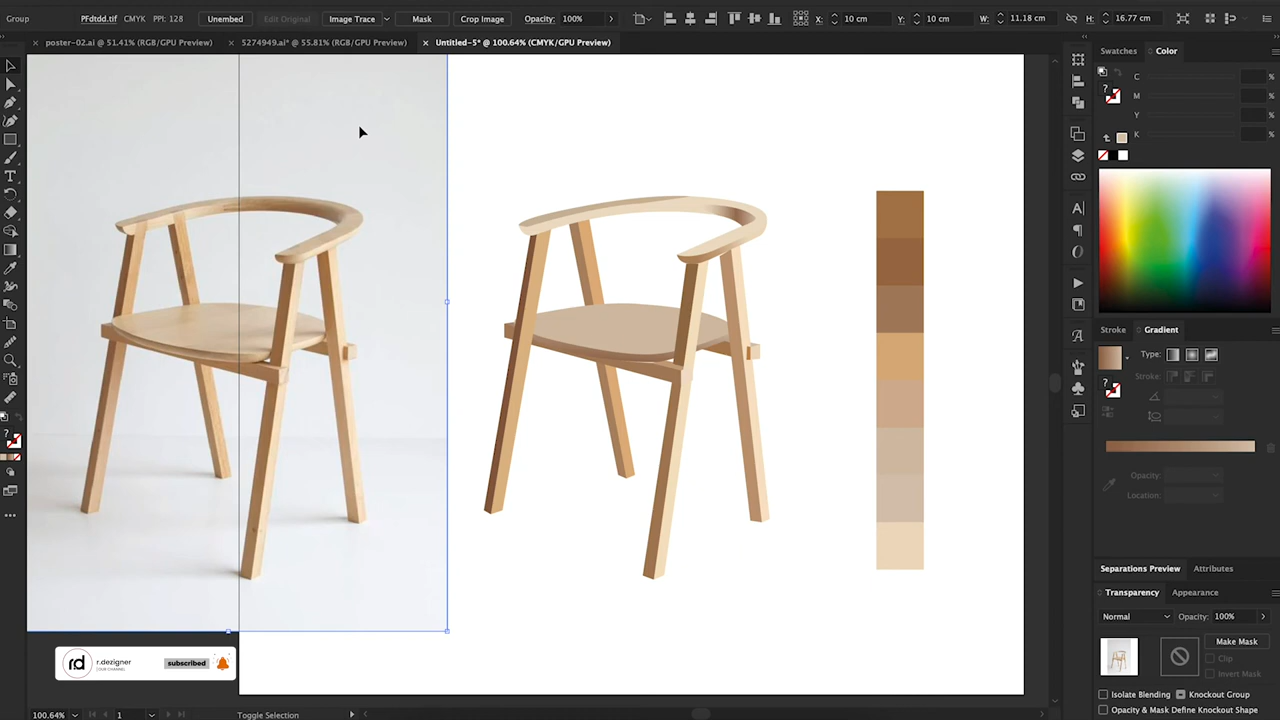 Group PFdtdd.tif CMYK PPI: 128 Unembed Edit Original Image Trace Mask Crop Image Opacity: 100% X: 10 cm Y: 10 cm W: 11.18 cm H: 16.77 cm
poster-02.ai @ 51.41% (RGB/GPU Preview) 5274949.ai* @ 55.81% (RGB/GPU Preview) Untitled-5* @ 100.64% (CMYK/GPU Preview)
Swatches Color
C %
M %
Y %
K %
Stroke Gradient
Type:
Stroke:
Opacity:
Location:
Separations Preview Attributes
Transparency Appearance
Normal Opacity: 100%
Make Mask
Clip
Invert Mask
Isolate Blending Knockout Group
Opacity & Mask Define Knockout Shape
rd r.dezigner subscribed
100.64% 1 Toggle Selection